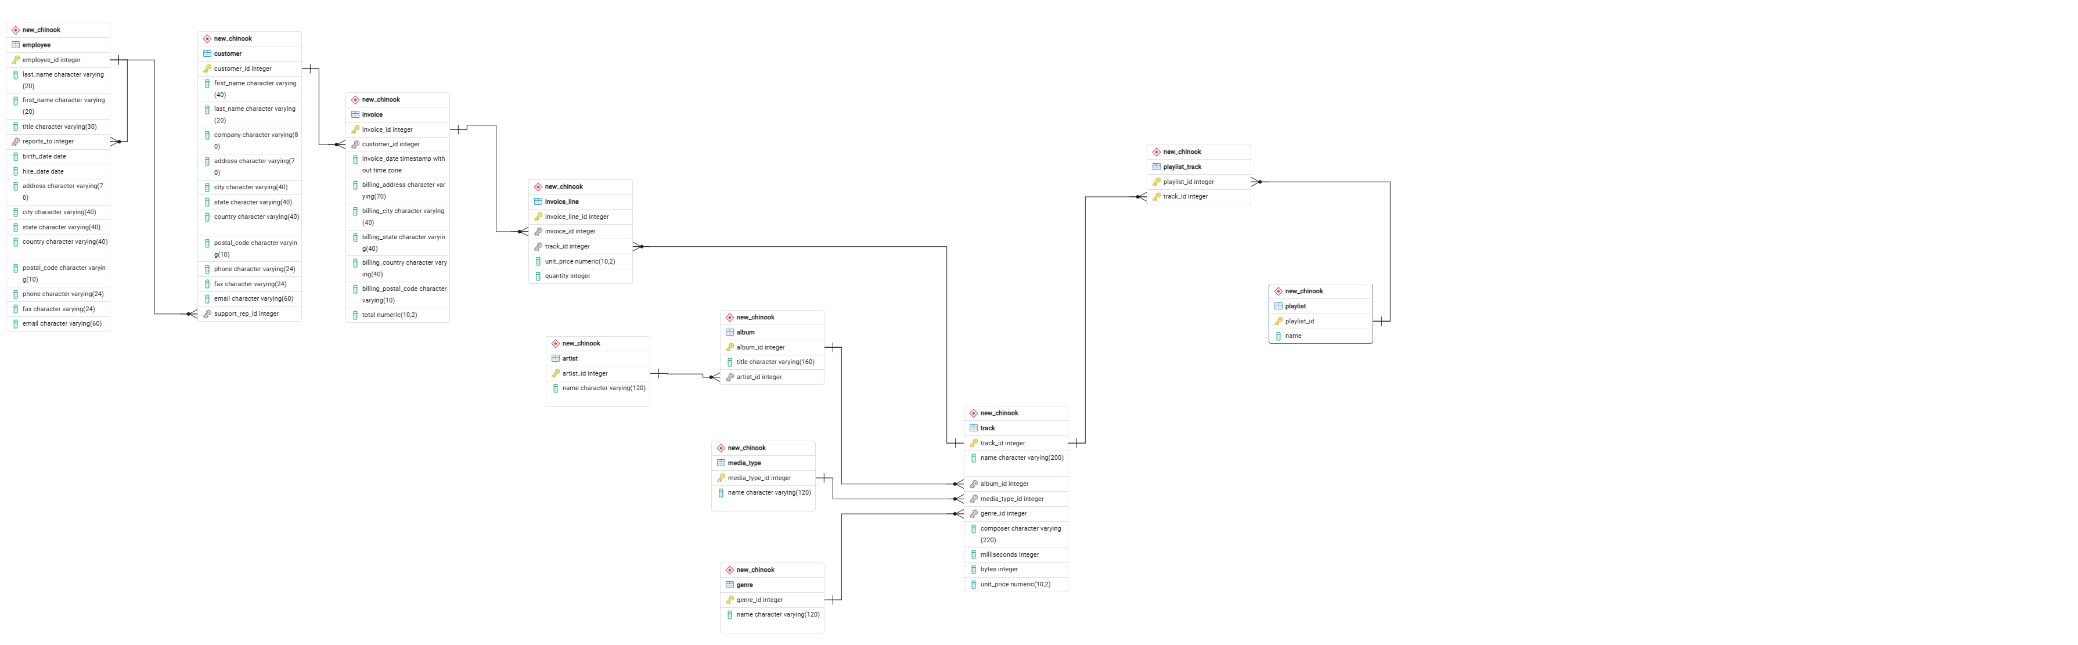 new_chinook
employee
employee_id integer
last_name character varying
(20)
first_name character varying
(20)
title character varying(30)
reports_to integer
birth_date date
hire_date date
address character varying(7
0)
city character varying(40)
state character varying(40)
country character varying(40)
postal_code character varyin
g(10)
phone character varying(24)
fax character varying(24)
email character varying(60)
new_chinook
customer
customer_id integer
first_name character varying
(40)
last_name character varying
(20)
company character varying(8
0)
address character varying(7
0)
city character varying(40)
state character varying(40)
country character varying(40)
postal_code character varyin
g(10)
phone character varying(24)
fax character varying(24)
email character varying(60)
support_rep_id integer
new_chinook
invoice
invoice_id integer
customer_id integer
invoice_date timestamp with
out time zone
billing_address character var
ying(70)
billing_city character varying
(40)
billing_state character varyin
g(40)
billing_country character vary
ing(40)
billing_postal_code character
varying(10)
total numeric(10,2)
new_chinook
invoice_line
invoice_line_id integer
invoice_id integer
track_id integer
unit_price numeric(10,2)
quantity integer
new_chinook
artist
artist_id integer
name character varying(120)
new_chinook
album
album_id integer
title character varying(160)
artist_id integer
new_chinook
media_type
media_type_id integer
name character varying(120)
new_chinook
genre
genre_id integer
name character varying(120)
new_chinook
track
track_id integer
name character varying(200)
album_id integer
media_type_id integer
genre_id integer
composer character varying
(220)
milliseconds integer
bytes integer
unit_price numeric(10,2)
new_chinook
playlist_track
playlist_id integer
track_id integer
new_chinook
playlist
playlist_id
name